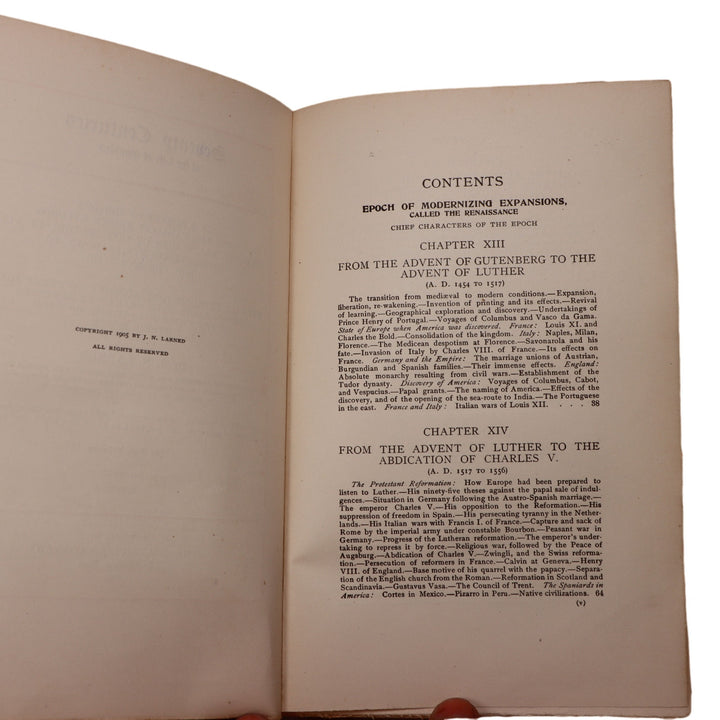 COPYRIGHT 1905 BY J. N. LARNED
ALL RIGHTS RESERVED
CONTENTS
EPOCH OF MODERNIZING EXPANSIONS,
CALLED THE RENAISSANCE
CHIEF CHARACTERS OF THE EPOCH
CHAPTER XIII
FROM THE ADVENT OF GUTENBERG TO THE
ADVENT OF LUTHER
(A. D. 1454 TO 1517)
The transition from mediæval to modern conditions.—Expansion,
liberation, re-wakening.—Invention of printing and its effects.—Revival
of learning.—Geographical exploration and discovery.—Undertakings of
Prince Henry of Portugal.—Voyages of Columbus and Vasco da Gama.
State of Europe when America was discovered. France: Louis XI. and
Charles the Bold.—Consolidation of the kingdom. Italy: Naples, Milan,
Florence.—The Medicean despotism at Florence.—Savonarola and his
fate.—Invasion of Italy by Charles VIII. of France.—Its effects on
France. Germany and the Empire: The marriage unions of Austrian,
Burgundian and Spanish families.—Their immense effects. England:
Absolute monarchy resulting from civil wars.—Establishment of the
Tudor dynasty. Discovery of America: Voyages of Columbus, Cabot,
and Vespucius.—Papal grants.—The naming of America.—Effects of the
discovery, and of the opening of the sea-route to India.—The Portuguese
in the east. France and Italy: Italian wars of Louis XII. . . . 38
CHAPTER XIV
FROM THE ADVENT OF LUTHER TO THE
ABDICATION OF CHARLES V.
(A. D. 1517 TO 1556)
The Protestant Reformation: How Europe had been prepared to
listen to Luther.—His ninety-five theses against the papal sale of indul-
gences.—Situation in Germany following the Austro-Spanish marriage.—
The emperor Charles V.—His opposition to the Reformation.—His
suppression of freedom in Spain.—His persecuting tyranny in the Nether-
lands.—His Italian wars with Francis I. of France.—Capture and sack of
Rome by the imperial army under constable Bourbon.—Peasant war in
Germany.—Progress of the Lutheran reformation.—The emperor's under-
taking to repress it by force.—Religious war, followed by the Peace of
Augsburg.—Abdication of Charles V.—Zwingli, and the Swiss reforma-
tion.—Persecution of reformers in France.—Calvin at Geneva.—Henry
VIII. of England.—Base motive of his quarrel with the papacy.—Separa-
tion of the English church from the Roman.—Reformation in Scotland and
Scandinavia.—Gustavus Vasa.—The Council of Trent. The Spaniards in
America: Cortes in Mexico.—Pizarro in Peru.—Native civilizations. 64
(v)